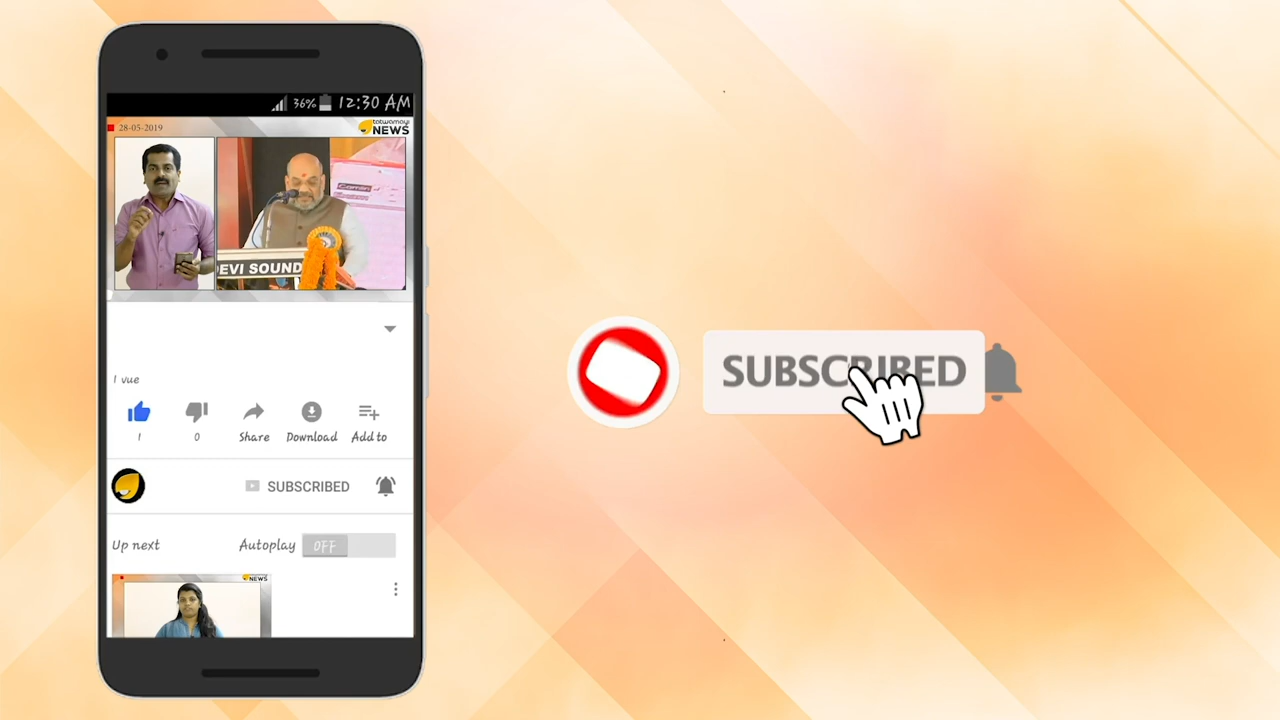 36% 12:30 AM
28-05-2019
tatwamayi
NEWS
DEVI SOUND
1 vue
1
0
Share
Download
Add to
SUBSCRIBED
Up next
Autoplay
OFF
NEWS
SUBSCRIBED